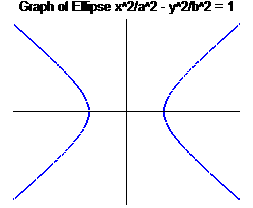 Graph of Ellipse x^2/a^2 - y^2/b^2 = 1